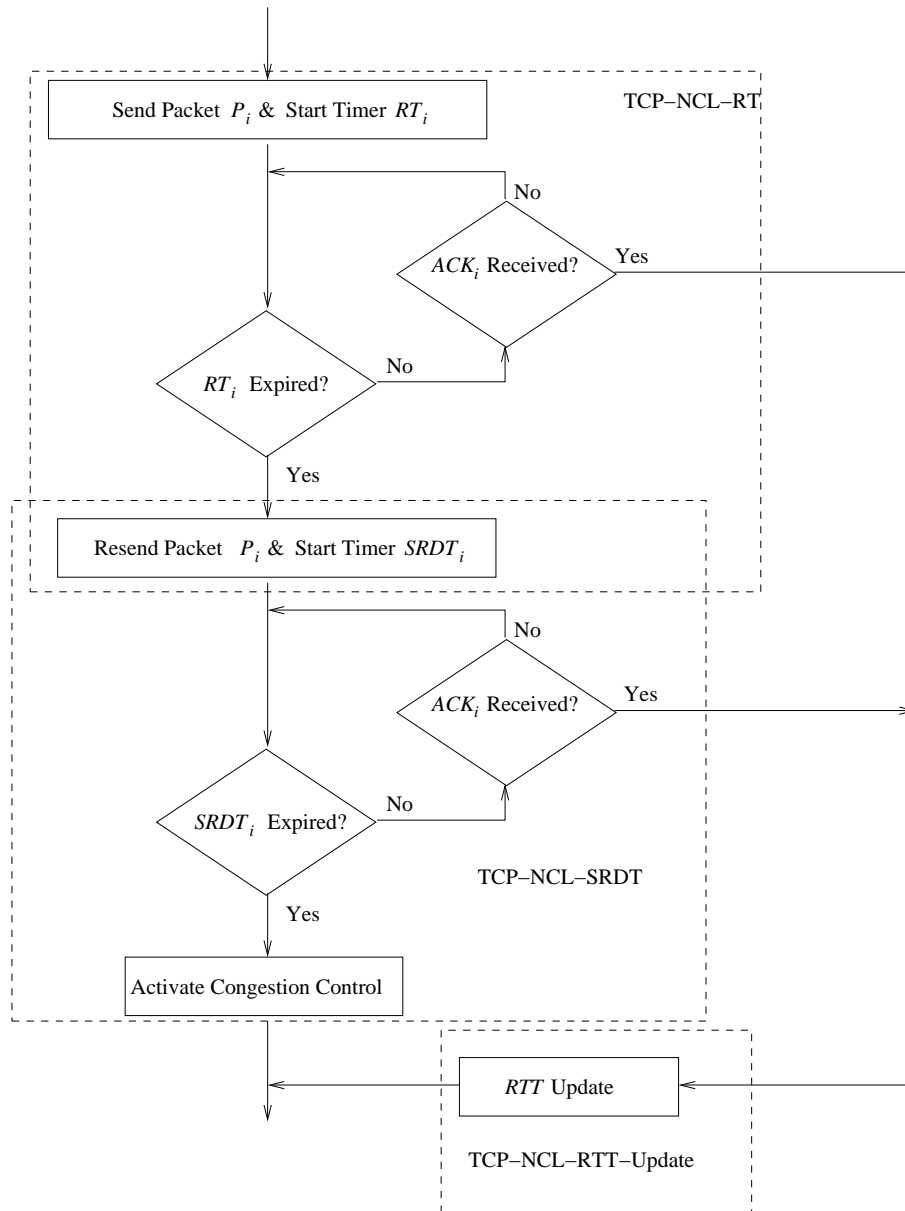 Send Packet P_i & Start Timer RT_i
TCP–NCL–RT
No
ACK_i Received?
Yes
No
RT_i Expired?
Yes
Resend Packet P_i & Start Timer SRDT_i
No
ACK_i Received?
Yes
No
SRDT_i Expired?
TCP–NCL–SRDT
Yes
Activate Congestion Control
RTT Update
TCP–NCL–RTT–Update